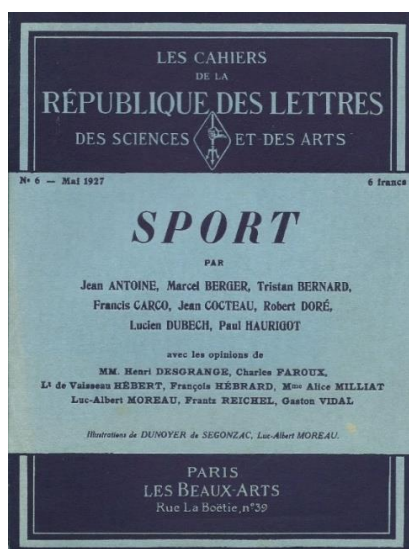 LES CAHIERS
DE LA
RÉPUBLIQUE DES LETTRES
DES SCIENCES ET DES ARTS
Nº 6 — Mai 1927 6 francs
SPORT
PAR
Jean ANTOINE, Marcel BERGER, Tristan BERNARD,
Francis CARCO, Jean COCTEAU, Robert DORÉ,
Lucien DUBECH, Paul HAURIGOT
avec les opinions de
MM. Henri DESGRANGE, Charles FAROUX,
Lt de Vaisseau HÉBERT, François HÉBRARD, Mme Alice MILLIAT
Luc-Albert MOREAU, Frantz REICHEL, Gaston VIDAL
Illustrations de DUNOYER de SEGONZAC, Luc-Albert MOREAU.
PARIS
LES BEAUX-ARTS
Rue La Boëtie, nº39